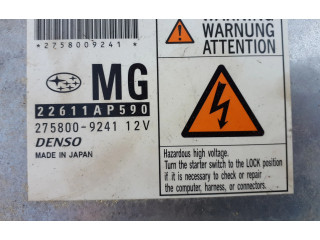 *2758009241*
MG
22611AP590
275800-9241 12V
DENSO
MADE IN JAPAN
WARNING
WARNUNG
ATTENTION
Hazardous high voltage.
Turn the starter switch to the LOCK position
if it is necessary to check or repair
the computer, harness, or connectors.